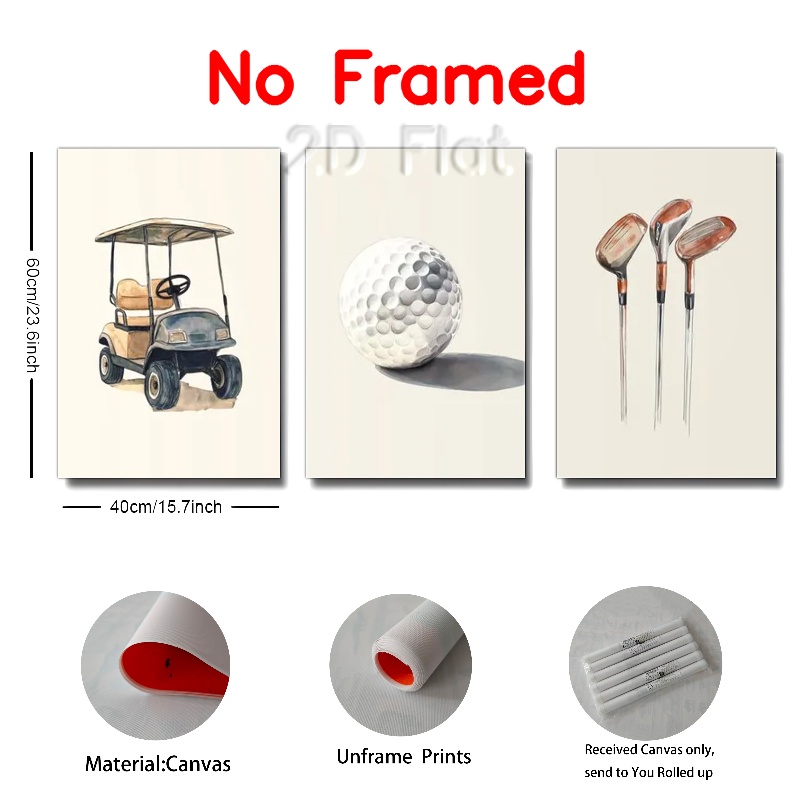 No Framed
2D Flat
60cm/23.6inch
40cm/15.7inch
Material:Canvas
Unframe Prints
Received Canvas only,
send to You Rolled up